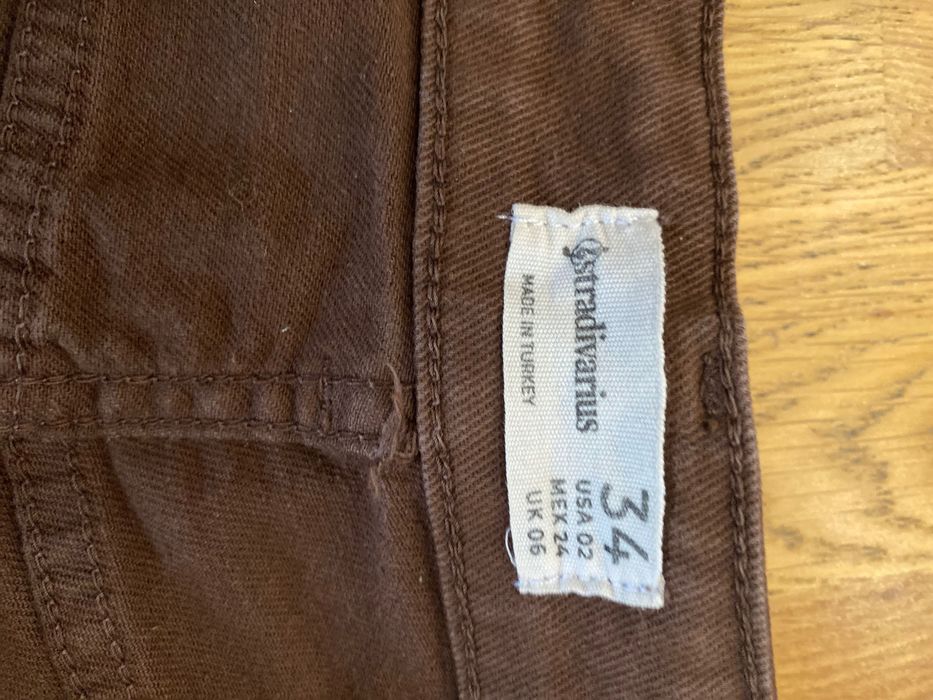 stradivarius
MADE IN TURKEY
34
USA 02
MEX 24
UK 06